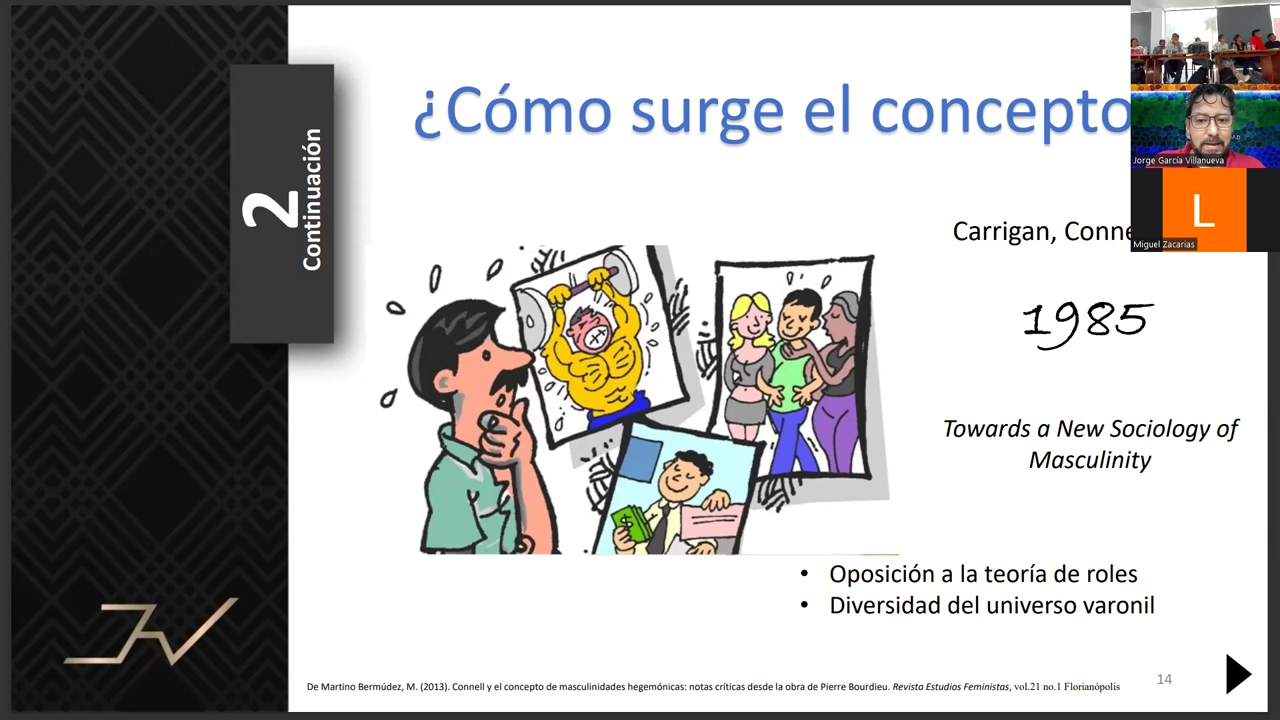 2
Continuación
¿Cómo surge el concepto
Jorge García Villanueva
L
Miguel Zacarias
Carrigan, Conne
1985
Towards a New Sociology of
Masculinity
$
• Oposición a la teoría de roles
• Diversidad del universo varonil
JAV
De Martino Bermúdez, M. (2013). Connell y el concepto de masculinidades hegemónicas: notas críticas desde la obra de Pierre Bourdieu. Revista Estudios Feministas, vol.21 no.1 Florianópolis
14